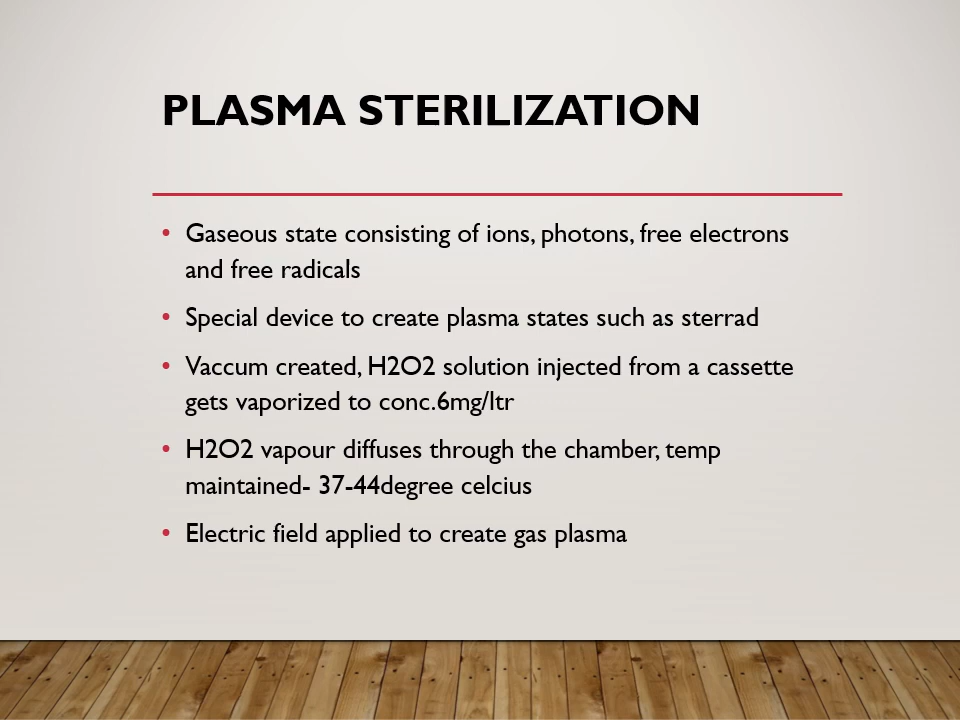 PLASMA STERILIZATION
• Gaseous state consisting of ions, photons, free electrons
and free radicals
• Special device to create plasma states such as sterrad
• Vaccum created, H2O2 solution injected from a cassette
gets vaporized to conc.6mg/ltr
• H2O2 vapour diffuses through the chamber, temp
maintained- 37-44degree celcius
• Electric field applied to create gas plasma